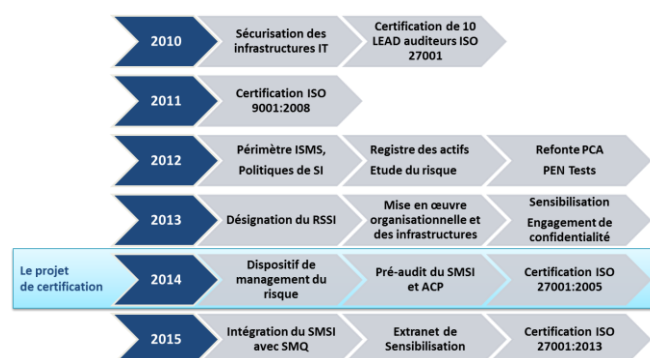 2010
Sécurisation des
infrastructures IT
Certification de 10
LEAD auditeurs ISO
27001
2011
Certification ISO
9001:2008
2012
Périmètre ISMS,
Politiques de SI
Registre des actifs
Etude du risque
Refonte PCA
PEN Tests
2013
Désignation du RSSI
Mise en œuvre
organisationnelle et
des infrastructures
Sensibilisation
Engagement de
confidentialité
Le projet
de certification
2014
Dispositif de
management du
risque
Pré-audit du SMSI
et ACP
Certification ISO
27001:2005
2015
Intégration du SMSI
avec SMQ
Extranet de
Sensibilisation
Certification ISO
27001:2013